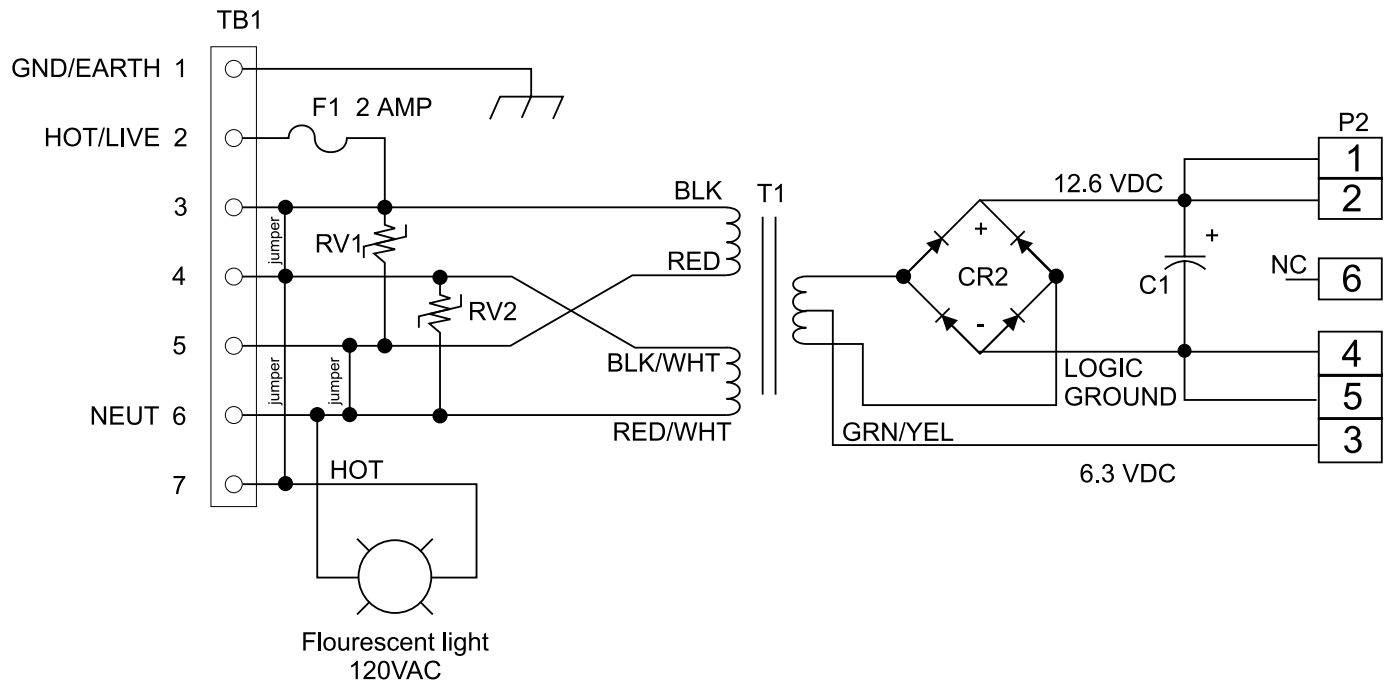 TB1
GND/EARTH 1
F1 2 AMP
HOT/LIVE 2
P2
1
2
12.6 VDC
3
BLK
T1
jumper
RV1
+
+
4
RED
CR2
C1
NC
6
RV2
-
5
BLK/WHT
LOGIC
GROUND
4
5
3
jumper
jumper
NEUT 6
RED/WHT
GRN/YEL
6.3 VDC
7
HOT
Flourescent light
120VAC